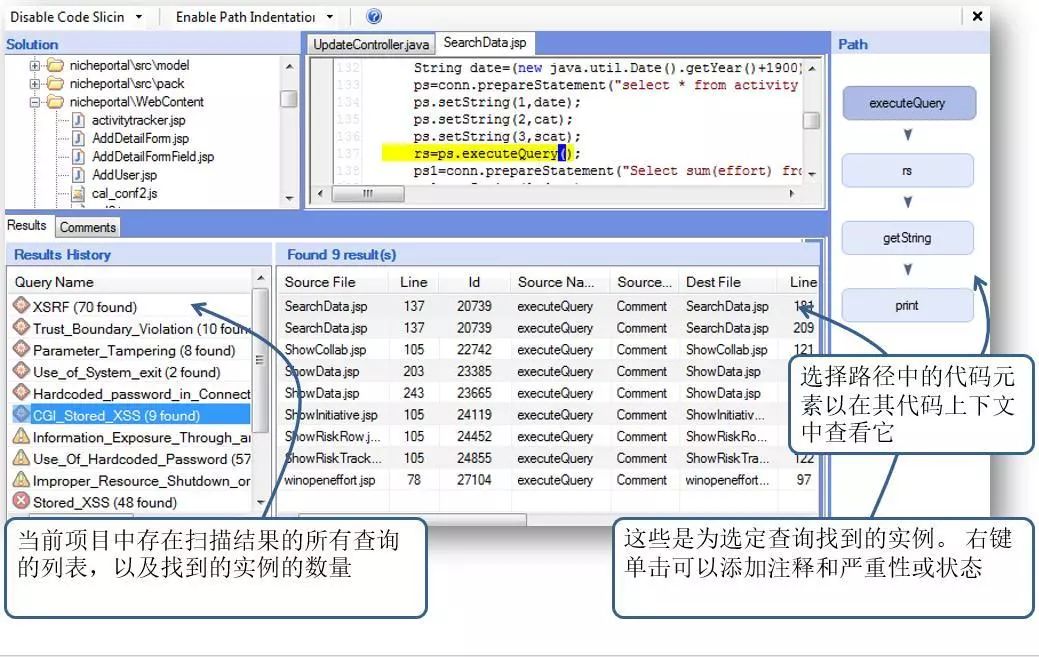 Disable Code Slicin
Enable Path Indentatior
Solution
nicheportal\src\model
nicheportal\src\pack
nicheportal\WebContent
activitytracker.jsp
AddDetailForm.jsp
AddDetailFormField.jsp
AddUser.jsp
cal_conf2.js
UpdateController.java
SearchData.jsp
132 String date=(new java.util.Date().getYear()+1900)
133 ps=conn.prepareStatement("select * from activity
134 ps.setString(1,date);
135 ps.setString(2,cat);
136 ps.setString(3,scat);
137 rs=ps.executeQuery();
138 ps1=conn.prepareStatement("Select sum(effort) fro
Path
executeQuery
rs
getString
print
Results
Comments
Results History
Query Name
XSRF (70 found)
Trust_Boundary_Violation (10 foun
Parameter_Tampering (8 found)
Use_of_System_exit (2 found)
Hardcoded_password_in_Connect
CGI_Stored_XSS (9 found)
Information_Exposure_Through_ar
Use_Of_Hardcoded_Password (57
Improper_Resource_Shutdown_or
Stored_XSS (48 found)
Found 9 result(s)
Source File Line Id Source Na... Source... Dest File Line
SearchData.jsp 137 20739 executeQuery Comment SearchData.jsp 181
SearchData.jsp 137 20739 executeQuery Comment SearchData.jsp 209
ShowCollab.jsp 105 22742 executeQuery Comment ShowCollab.jsp 121
ShowData.jsp 203 23385 executeQuery Comment ShowData.jsp
ShowData.jsp 243 23665 executeQuery Comment ShowData.jsp
ShowInitiative.jsp 105 24119 executeQuery Comment ShowInitiativ...
ShowRiskRow.j... 105 24452 executeQuery Comment ShowRiskRo...
ShowRiskTrack... 105 24855 executeQuery Comment ShowRiskTra... 122
winopeneffort.jsp 78 27104 executeQuery Comment winopeneffort... 97
选择路径中的代码元
素以在其代码上下文
中查看它
当前项目中存在扫描结果的所有查询
的列表，以及找到的实例的数量
这些是为选定查询找到的实例。 右键
单击可以添加注释和严重性或状态